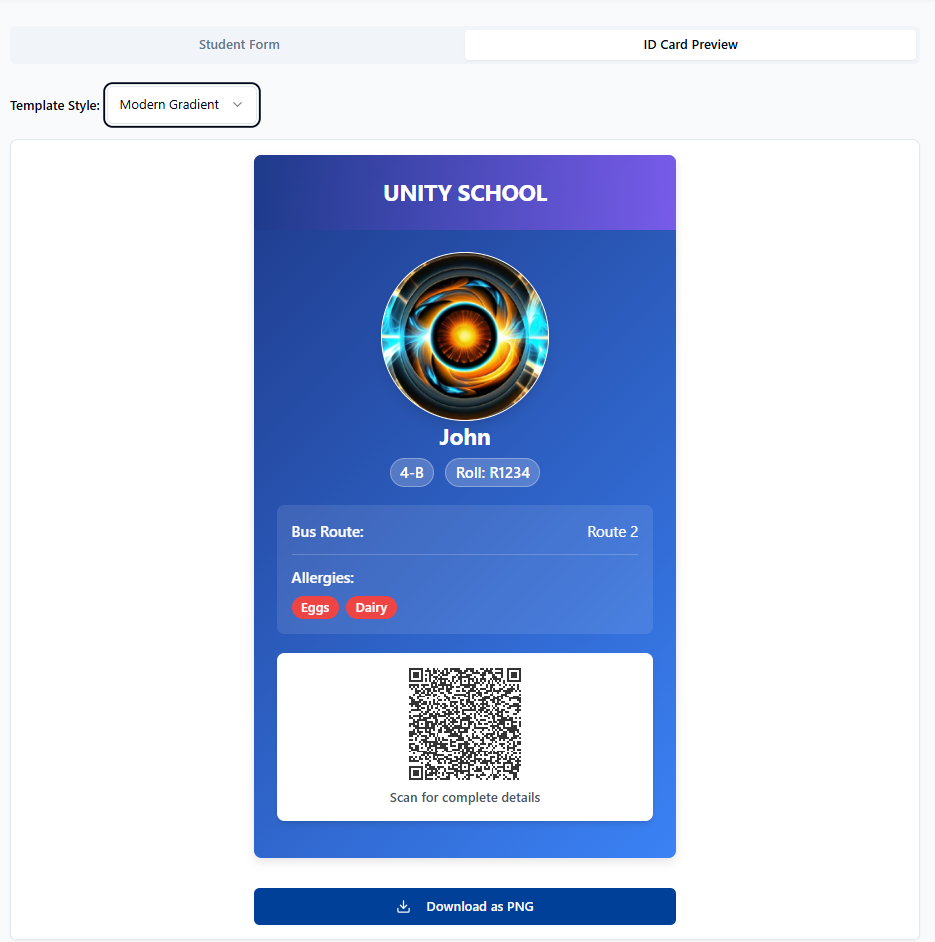 Student Form
ID Card Preview
Template Style: Modern Gradient
UNITY SCHOOL
John
4-B Roll: R1234
Bus Route: Route 2
Allergies:
Eggs Dairy
Scan for complete details
Download as PNG